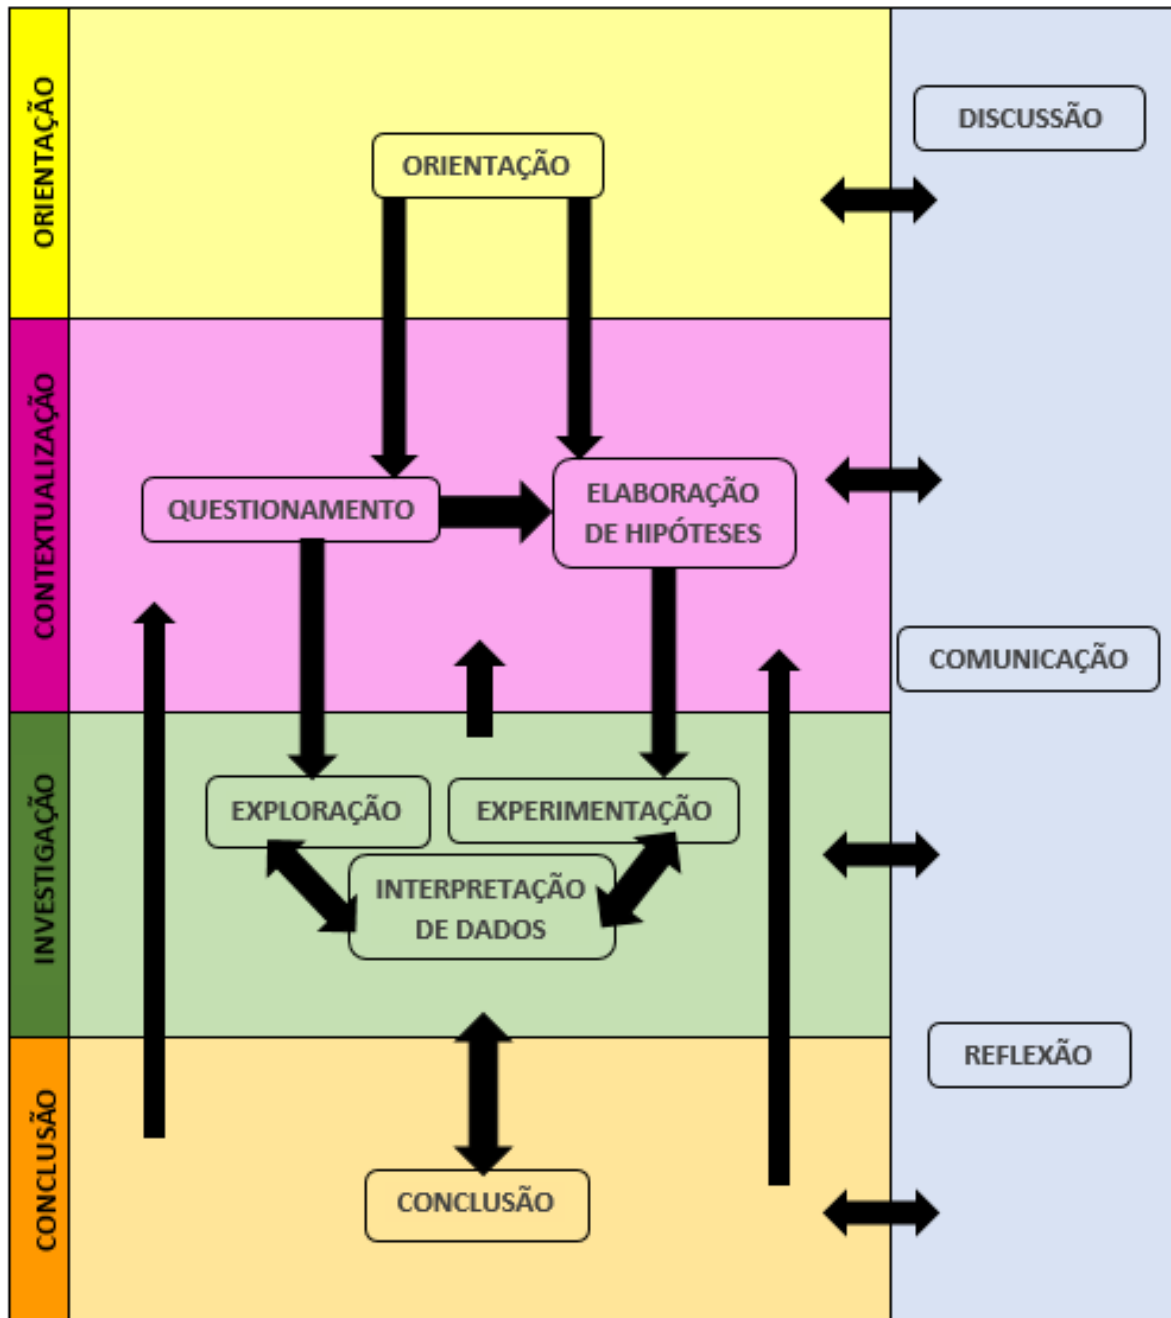 ORIENTAÇÃO
ORIENTAÇÃO
DISCUSSÃO
CONTEXTUALIZAÇÃO
QUESTIONAMENTO
ELABORAÇÃO
DE HIPÓTESES
COMUNICAÇÃO
INVESTIGAÇÃO
EXPLORAÇÃO
EXPERIMENTAÇÃO
INTERPRETAÇÃO
DE DADOS
REFLEXÃO
CONCLUSÃO
CONCLUSÃO